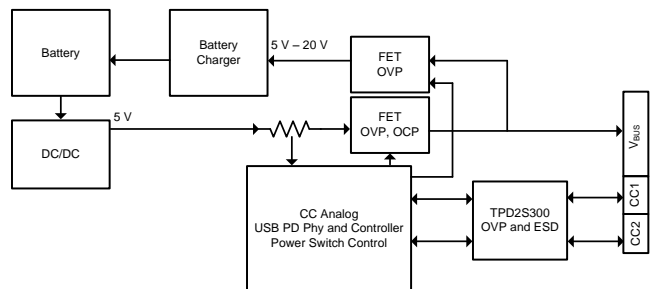 Battery
Battery
Charger
5 V – 20 V
FET
OVP
5 V
FET
OVP, OCP
DC/DC
VBUS
CC Analog
USB PD Phy and Controller
Power Switch Control
TPD2S300
OVP and ESD
CC1
CC2